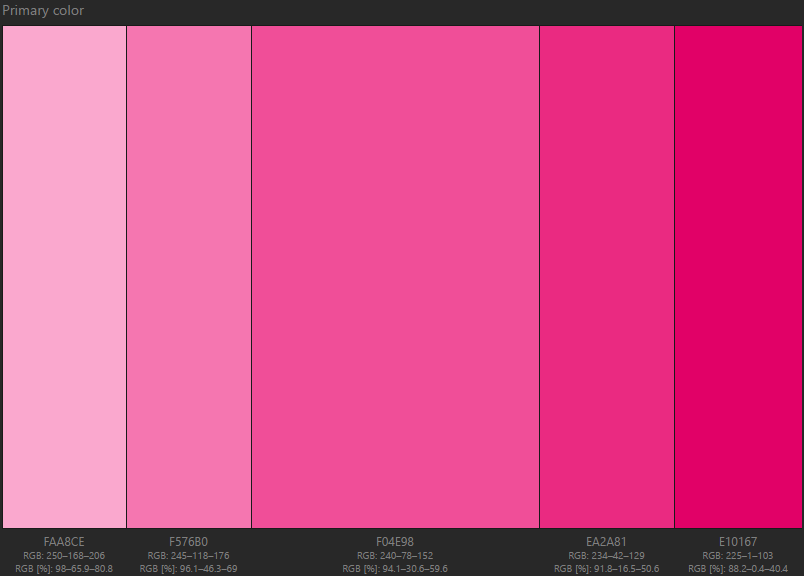 Primary color
FAA8CE F576B0 F04E98 EA2A81 E10167
RGB: 250–168–206 RGB: 245–118–176 RGB: 240–78–152 RGB: 234–42–129 RGB: 225–1–103
RGB [%]: 98–65.9–80.8 RGB [%]: 96.1–46.3–69 RGB [%]: 94.1–30.6–59.6 RGB [%]: 91.8–16.5–50.6 RGB [%]: 88.2–0.4–40.4